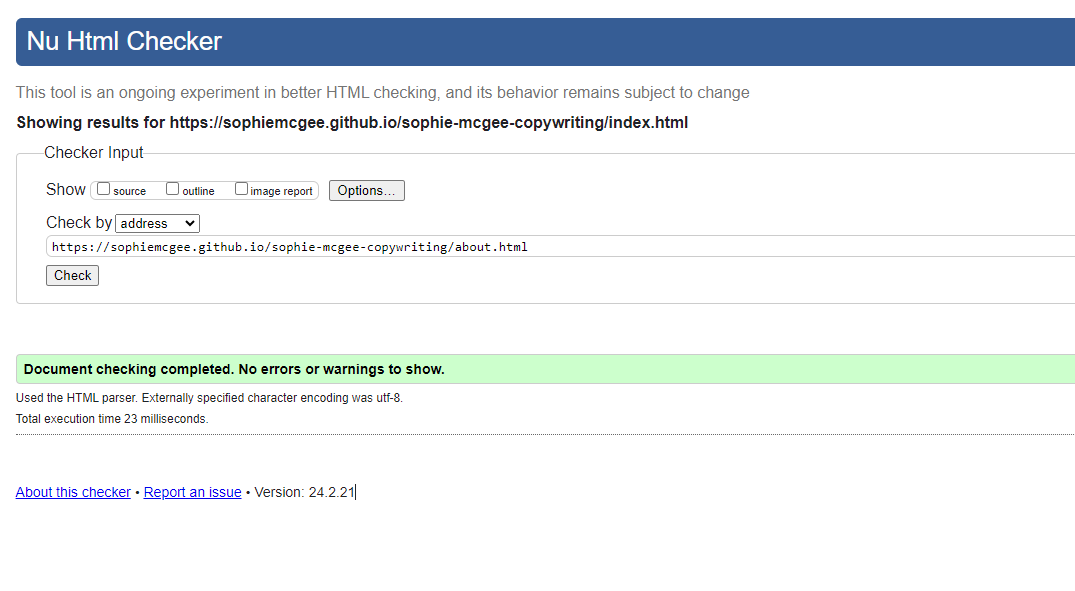 Nu Html Checker
This tool is an ongoing experiment in better HTML checking, and its behavior remains subject to change
Showing results for https://sophiemcgee.github.io/sophie-mcgee-copywriting/index.html
Checker Input
Show source outline image report Options...
Check by address
https://sophiemcgee.github.io/sophie-mcgee-copywriting/about.html
Check
Document checking completed. No errors or warnings to show.
Used the HTML parser. Externally specified character encoding was utf-8.
Total execution time 23 milliseconds.
About this checker • Report an issue • Version: 24.2.21